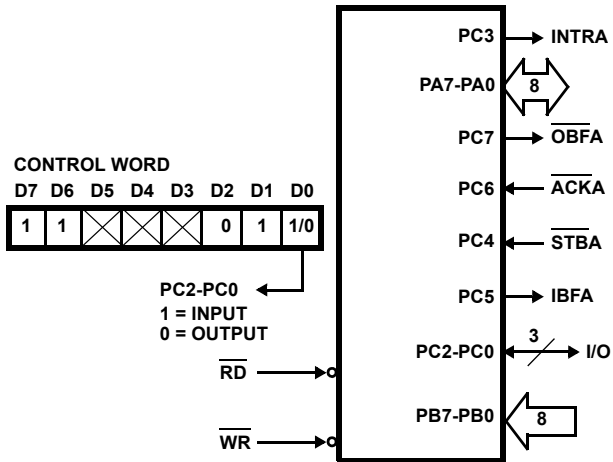 PC3 INTRA
PA7-PA0 8
PC7 OBFA
CONTROL WORD
D7 D6 D5 D4 D3 D2 D1 D0
1 1 0 1 1/0
PC6 ACKA
PC4 STBA
PC2-PC0
1 = INPUT
0 = OUTPUT
PC5 IBFA
PC2-PC0 3 I/O
RD
PB7-PB0 8
WR